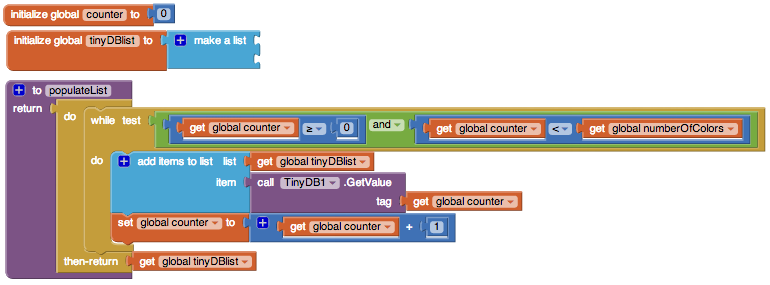 initialize global counter to 0
initialize global tinyDBlist to make a list
to populateList
return do while test get global counter ≥ 0 and get global counter < get global numberOfColors
do add items to list list get global tinyDBlist
item call TinyDB1 .GetValue
tag get global counter
set global counter to get global counter + 1
then-return get global tinyDBlist